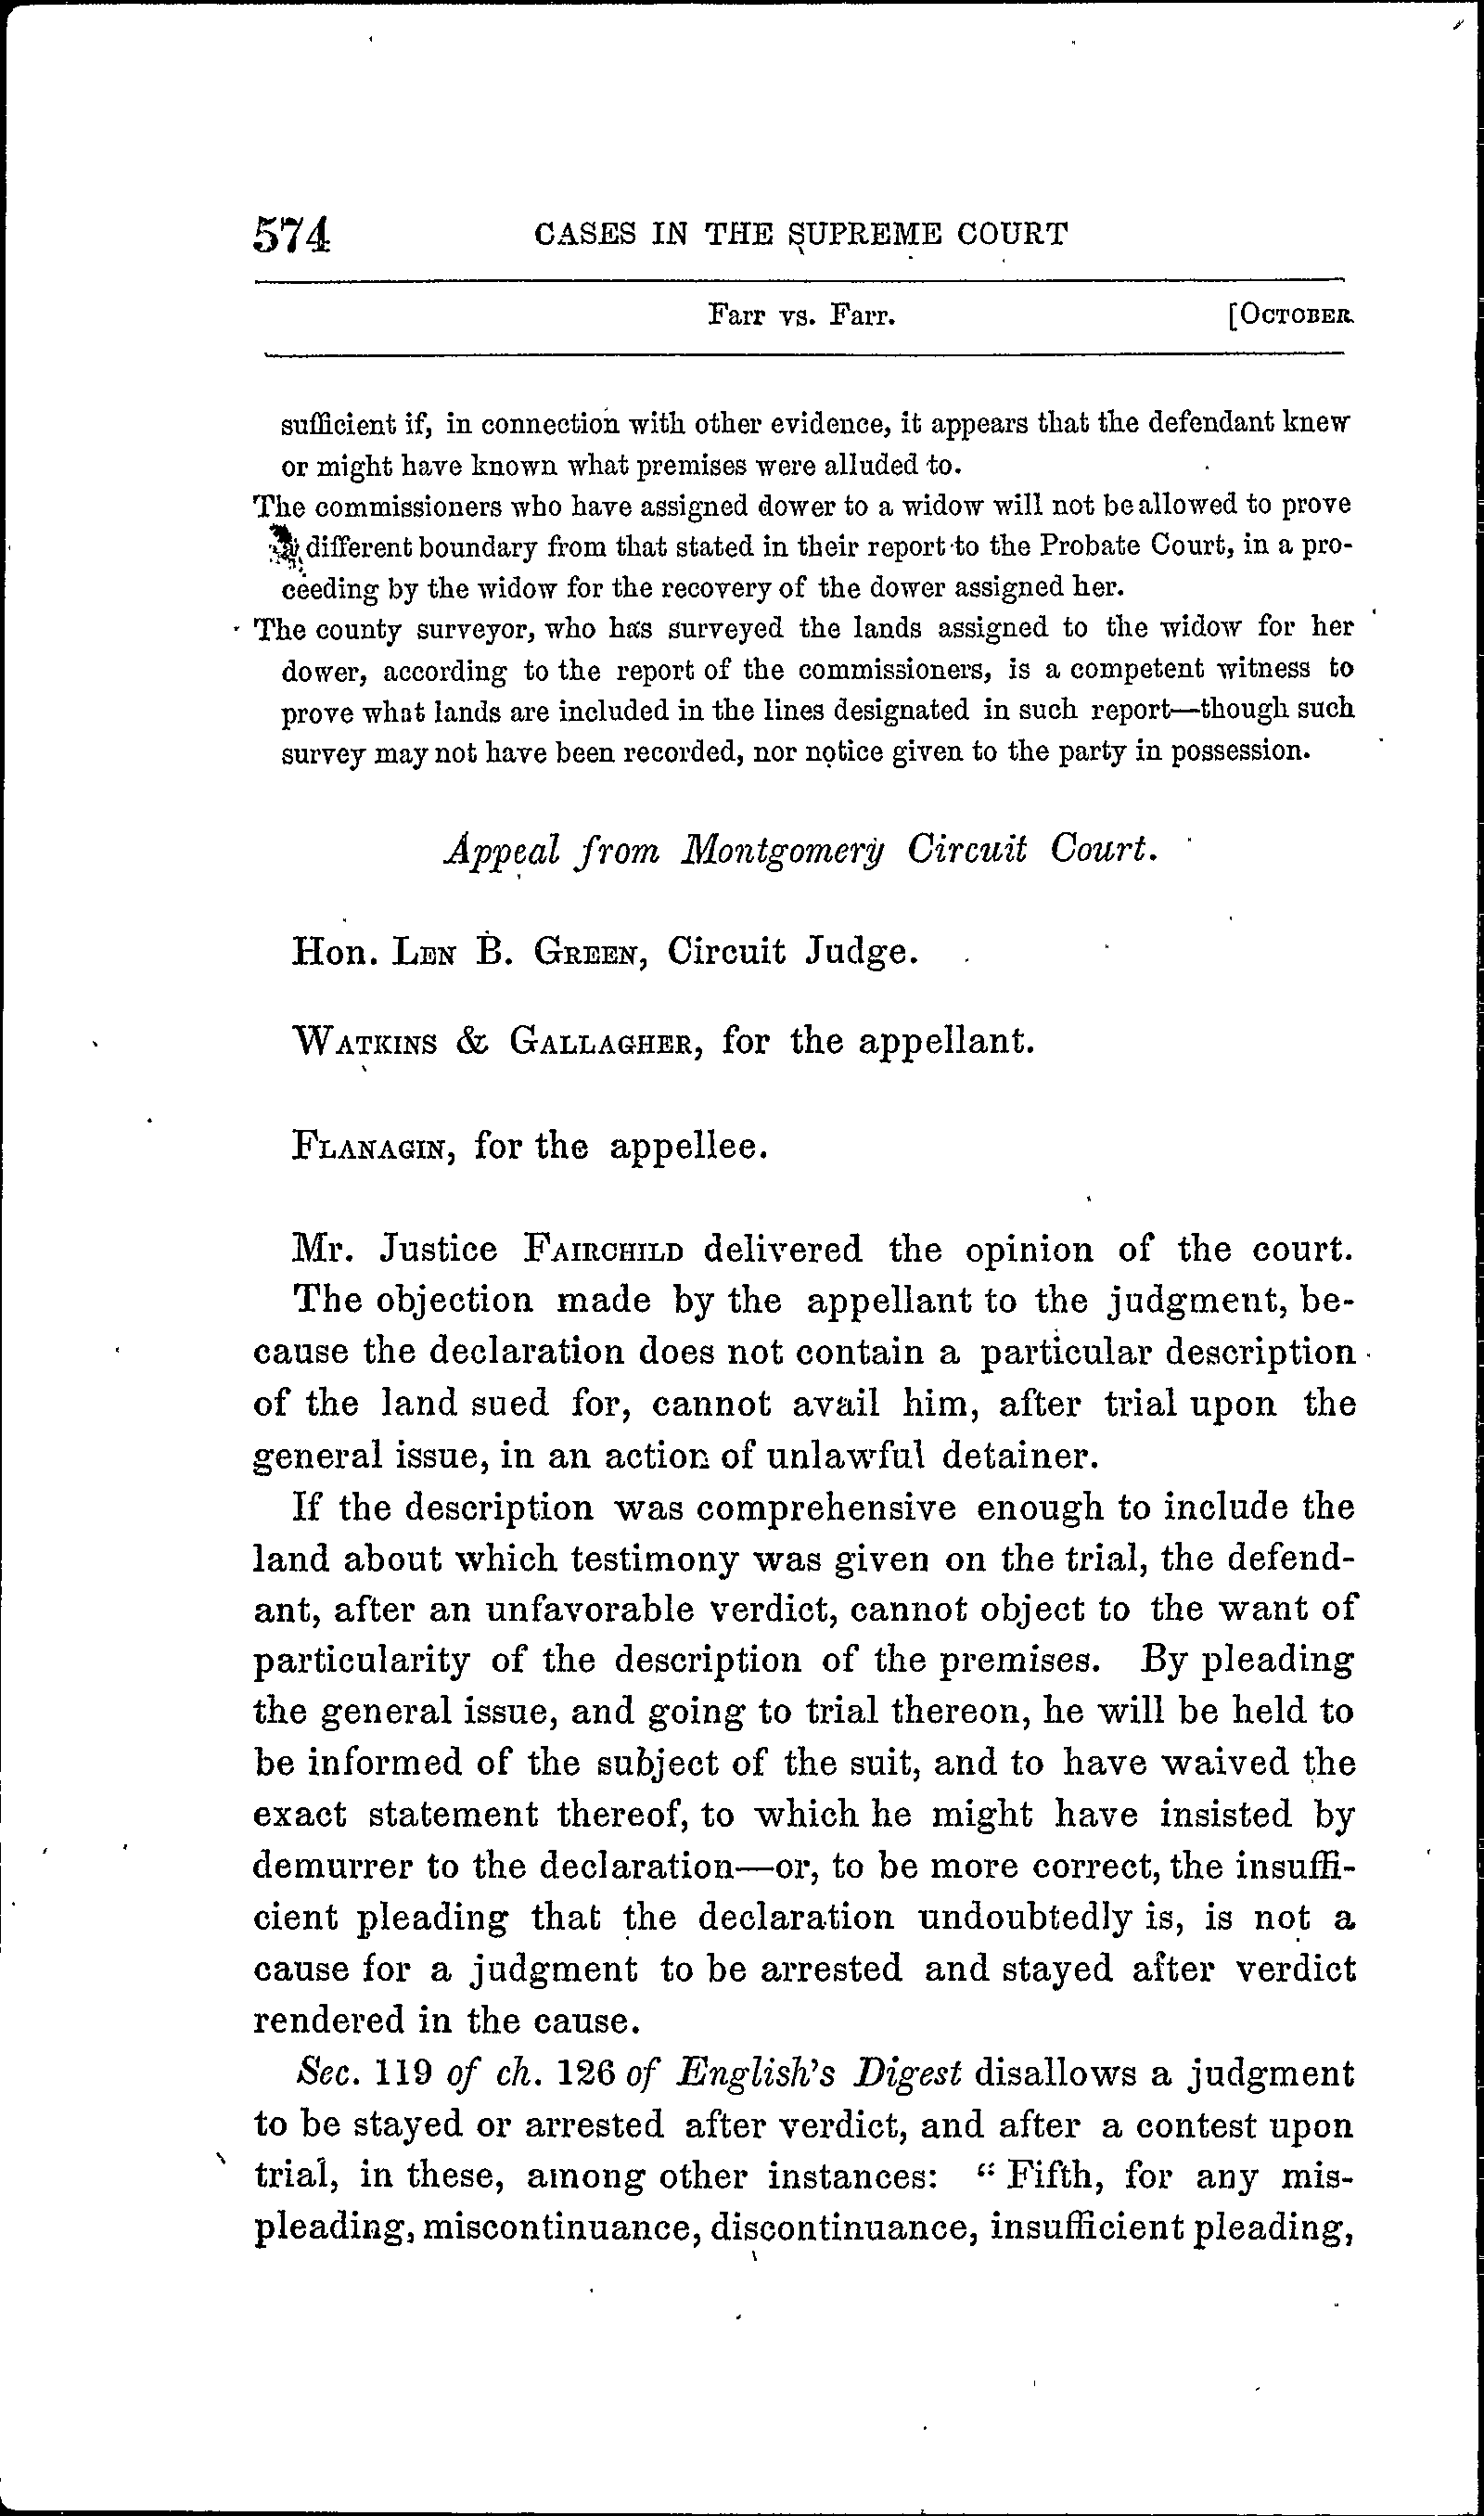 574 CASES IN THE SUPREME COURT
Farr vs. Farr. [OCTOBER
sufficient if, in connection with other evidence, it appears that the defendant knew
or might have known what premises were alluded to.
The commissioners who have assigned dower to a widow will not be allowed to prove
different boundary from that stated in their report to the Probate Court, in a pro-
ceeding by the widow for the recovery of the dower assigned her.
The county surveyor, who has surveyed the lands assigned to the widow for her
dower, according to the report of the commissioners, is a competent witness to
prove what lands are included in the lines designated in such report—though such
survey may not have been recorded, nor notice given to the party in possession.
Appeal from Montgomery Circuit Court.
Hon. LEN B. GREEN, Circuit Judge.
WATKINS & GALLAGHER, for the appellant.
FLANAGIN, for the appellee.
Mr. Justice FAIRCHILD delivered the opinion of the court.
The objection made by the appellant to the judgment, be-
cause the declaration does not contain a particular description
of the land sued for, cannot avail him, after trial upon the
general issue, in an action of unlawful detainer.
If the description was comprehensive enough to include the
land about which testimony was given on the trial, the defend-
ant, after an unfavorable verdict, cannot object to the want of
particularity of the description of the premises. By pleading
the general issue, and going to trial thereon, he will be held to
be informed of the subject of the suit, and to have waived the
exact statement thereof, to which he might have insisted by
demurrer to the declaration—or, to be more correct, the insuffi-
cient pleading that the declaration undoubtedly is, is not a
cause for a judgment to be arrested and stayed after verdict
rendered in the cause.
Sec. 119 of ch. 126 of English's Digest disallows a judgment
to be stayed or arrested after verdict, and after a contest upon
trial, in these, among other instances: "Fifth, for any mis-
pleading, miscontinuance, discontinuance, insufficient pleading,